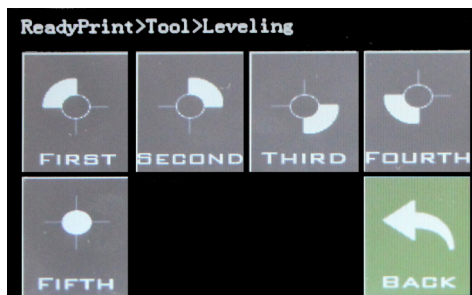 ReadyPrint>Tool>Leveling
FIRST
SECOND
THIRD
FOURTH
FIFTH
BACK